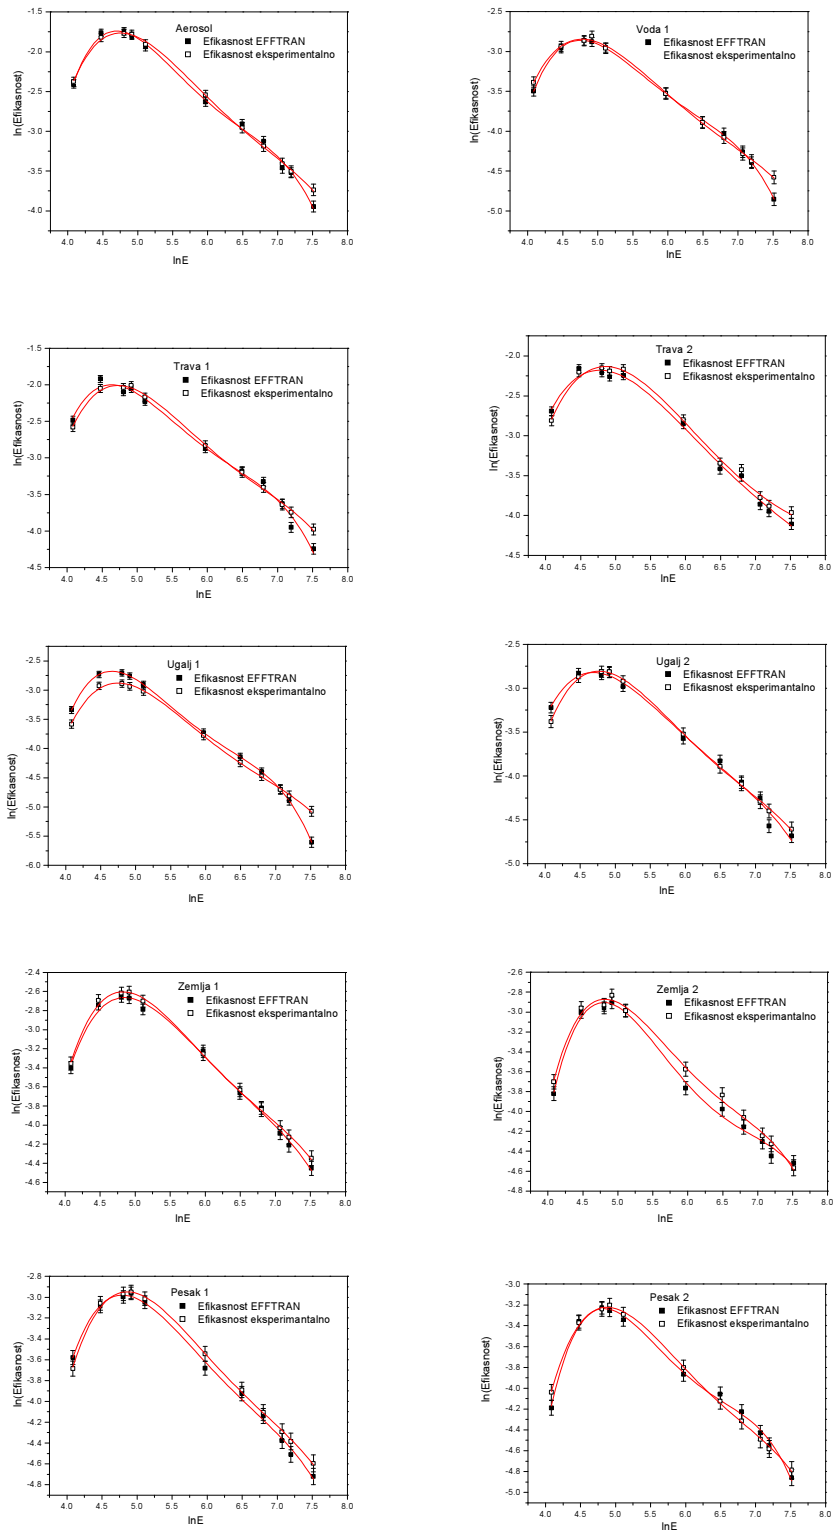 Aerosol
Efikasnost EFFTRAN
Efikasnost eksperimentalno
ln(Efikasnost)
-1.5
-2.0
-2.5
-3.0
-3.5
-4.0
4.0 4.5 5.0 5.5 6.0 6.5 7.0 7.5 8.0
lnE
Voda 1
Efikasnost EFFTRAN
Efikasnost eksperimentalno
ln(Efikasnost)
-2.5
-3.0
-3.5
-4.0
-4.5
-5.0
4.0 4.5 5.0 5.5 6.0 6.5 7.0 7.5 8.0
lnE
Trava 1
Efikasnost EFFTRAN
Efikasnost eksperimentalno
ln(Efikasnost)
-1.5
-2.0
-2.5
-3.0
-3.5
-4.0
-4.5
4.0 4.5 5.0 5.5 6.0 6.5 7.0 7.5 8.0
lnE
Trava 2
Efikasnost EFFTRAN
Efikasnost eksperimentalno
ln(Efikasnost)
-2.0
-2.5
-3.0
-3.5
-4.0
-4.5
4.0 4.5 5.0 5.5 6.0 6.5 7.0 7.5 8.0
lnE
Ugalj 1
Efikasnost EFFTRAN
Efikasnost eksperimantalno
ln(Efikasnost)
-2.5
-3.0
-3.5
-4.0
-4.5
-5.0
-5.5
-6.0
4.0 4.5 5.0 5.5 6.0 6.5 7.0 7.5 8.0
lnE
Ugalj 2
Efikasnost EFFTRAN
Efikasnost eksperimantalno
ln(Efikasnost)
-2.5
-3.0
-3.5
-4.0
-4.5
-5.0
4.0 4.5 5.0 5.5 6.0 6.5 7.0 7.5 8.0
lnE
Zemlja 1
Efikasnost EFFTRAN
Efikasnost eksperimantalno
ln(Efikasnost)
-2.4
-2.6
-2.8
-3.0
-3.2
-3.4
-3.6
-3.8
-4.0
-4.2
-4.4
-4.6
4.0 4.5 5.0 5.5 6.0 6.5 7.0 7.5 8.0
lnE
Zemlja 2
Efikasnost EFFTRAN
Efikasnost eksperimantalno
ln(Efikasnost)
-2.6
-2.8
-3.0
-3.2
-3.4
-3.6
-3.8
-4.0
-4.2
-4.4
-4.6
-4.8
4.0 4.5 5.0 5.5 6.0 6.5 7.0 7.5 8.0
lnE
Pesak 1
Efikasnost EFFTRAN
Efikasnost eksperimantalno
ln(Efikasnost)
-2.8
-3.0
-3.2
-3.4
-3.6
-3.8
-4.0
-4.2
-4.4
-4.6
-4.8
4.0 4.5 5.0 5.5 6.0 6.5 7.0 7.5 8.0
lnE
Pesak 2
Efikasnost EFFTRAN
Efikasnost eksperimantalno
ln(Efikasnost)
-3.0
-3.2
-3.4
-3.6
-3.8
-4.0
-4.2
-4.4
-4.6
-4.8
-5.0
4.0 4.5 5.0 5.5 6.0 6.5 7.0 7.5 8.0
lnE